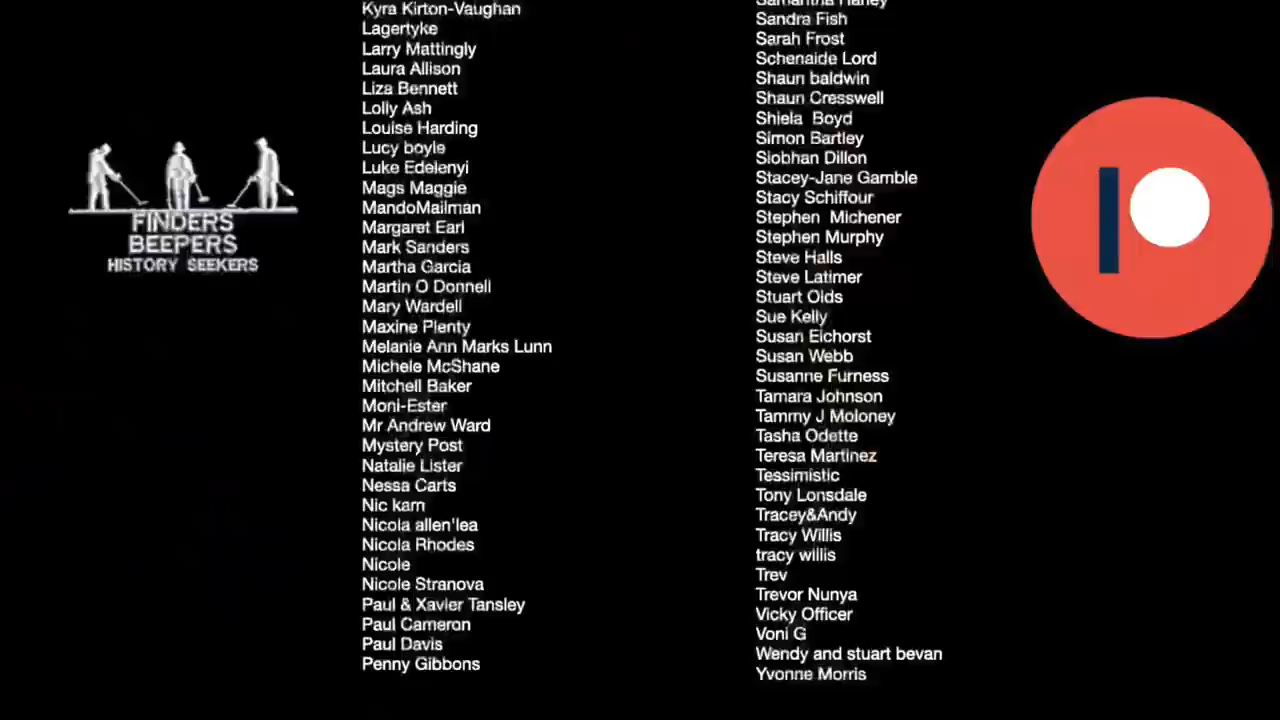 FINDERS
BEEPERS
HISTORY SEEKERS
Kyra Kirton-Vaughan
Lagertyke
Larry Mattingly
Laura Allison
Liza Bennett
Lolly Ash
Louise Harding
Lucy boyle
Luke Edelenyi
Mags Maggie
MandoMailman
Margaret Earl
Mark Sanders
Martha Garcia
Martin O Donnell
Mary Wardell
Maxine Plenty
Melanie Ann Marks Lunn
Michele McShane
Mitchell Baker
Moni-Ester
Mr Andrew Ward
Mystery Post
Natalie Lister
Nessa Carts
Nic karn
Nicola allen'lea
Nicola Rhodes
Nicole
Nicole Stranova
Paul & Xavier Tansley
Paul Cameron
Paul Davis
Penny Gibbons
Sandra Fish
Sarah Frost
Schenaide Lord
Shaun baldwin
Shaun Cresswell
Shiela  Boyd
Simon Bartley
Siobhan Dillon
Stacey-Jane Gamble
Stacy Schiffour
Stephen  Michener
Stephen Murphy
Steve Halls
Steve Latimer
Stuart Olds
Sue Kelly
Susan Eichorst
Susan Webb
Susanne Furness
Tamara Johnson
Tammy J Moloney
Tasha Odette
Teresa Martinez
Tessimistic
Tony Lonsdale
Tracey&Andy
Tracy Willis
tracy willis
Trev
Trevor Nunya
Vicky Officer
Voni G
Wendy and stuart bevan
Yvonne Morris